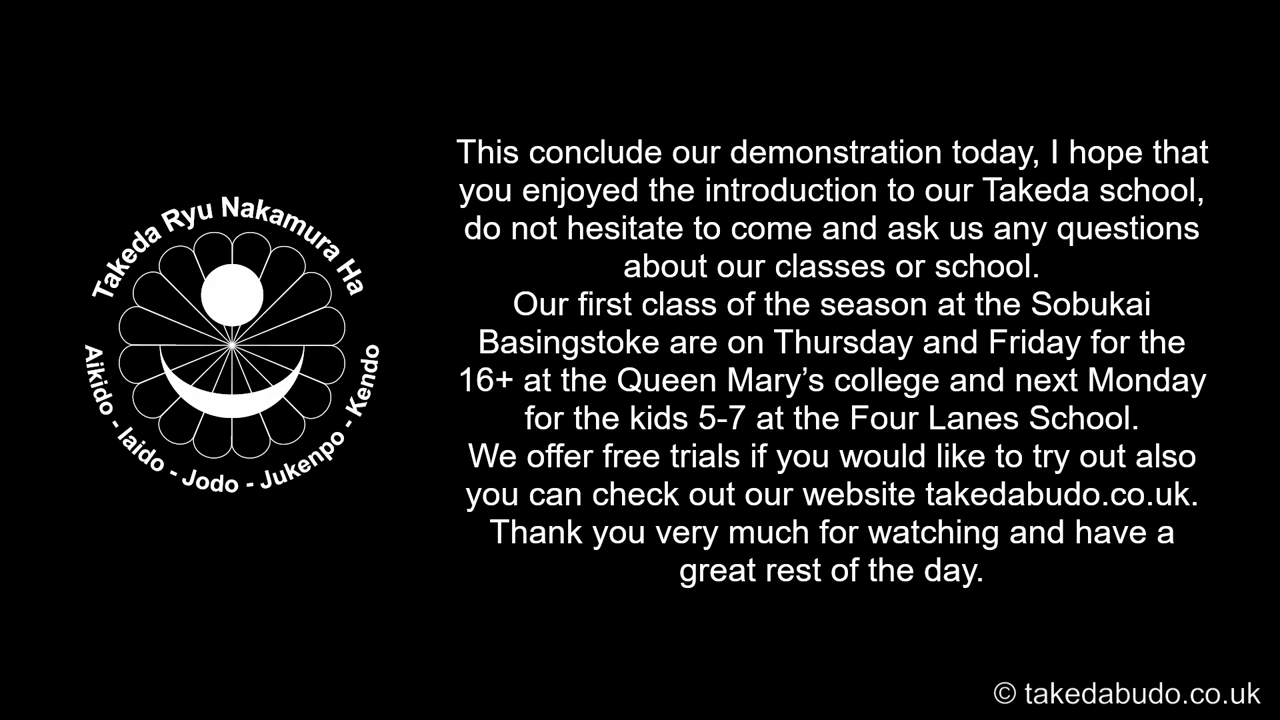 Takeda Ryu Nakamura Ha
Aikido - Iaido - Jodo - Jukenpo - Kendo
This conclude our demonstration today, I hope that
you enjoyed the introduction to our Takeda school,
do not hesitate to come and ask us any questions
about our classes or school.
Our first class of the season at the Sobukai
Basingstoke are on Thursday and Friday for the
16+ at the Queen Mary’s college and next Monday
for the kids 5-7 at the Four Lanes School.
We offer free trials if you would like to try out also
you can check out our website takedabudo.co.uk.
Thank you very much for watching and have a
great rest of the day.
© takedabudo.co.uk